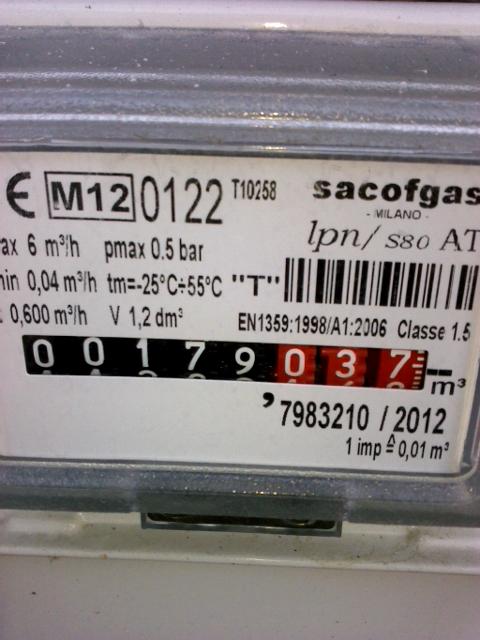 CE M12 0122 T10258 sacofgas
- MILANO -
lpn/ S80 AT
ax 6 m³/h pmax 0.5 bar
min 0,04 m³/h tm=-25°C÷55°C "T"
0,600 m³/h V 1,2 dm³
EN1359:1998/A1:2006 Classe 1.5
0 0 1 7 9 0 3 7 m³
, 7983210 / 2012
1 imp ≙ 0,01 m³